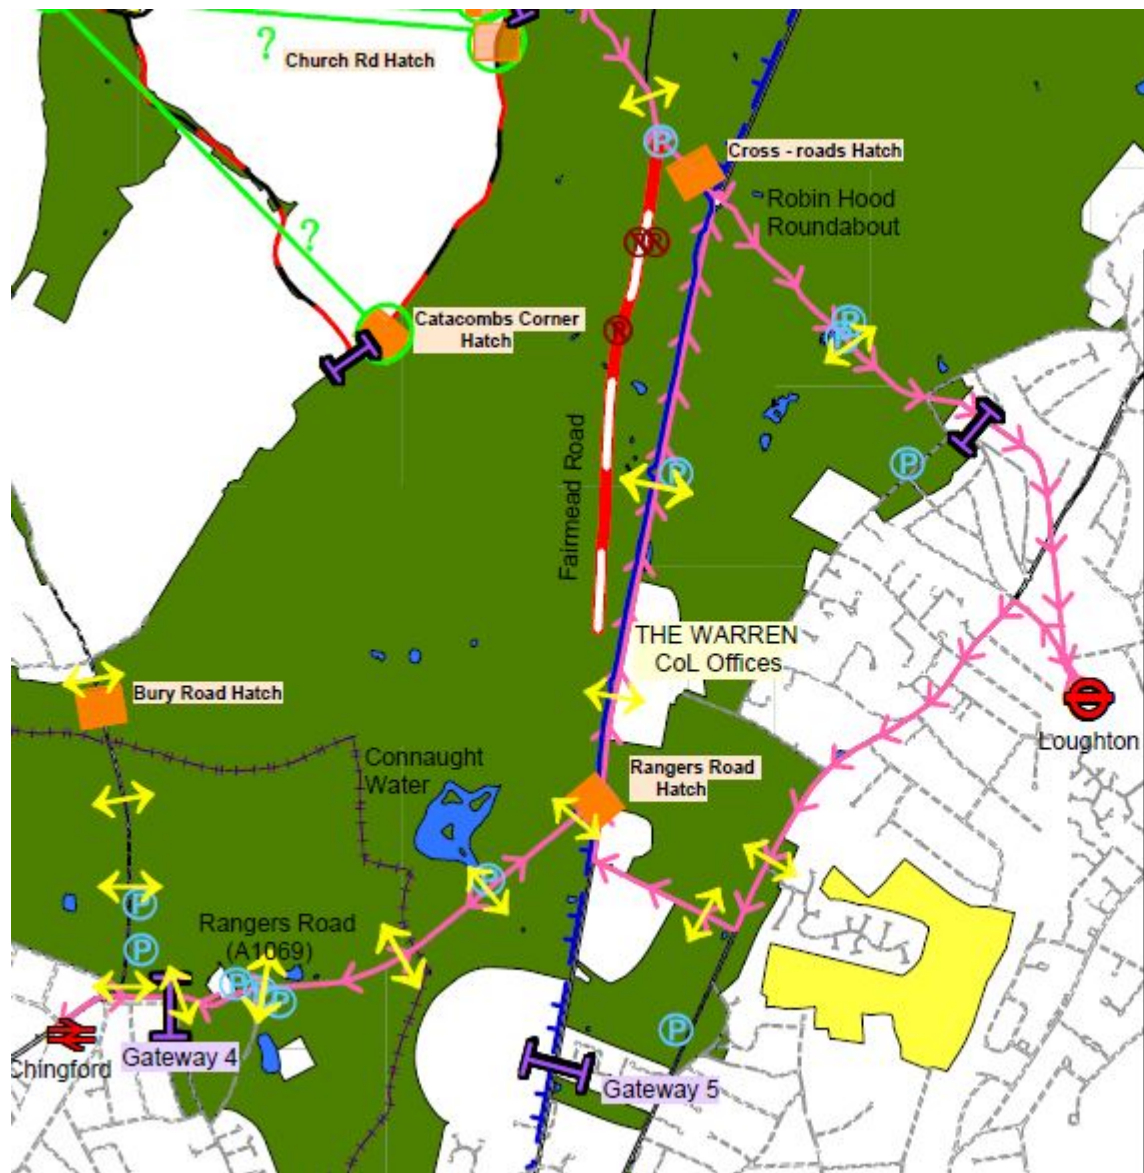 ?
Church Rd Hatch
R
Cross - roads Hatch
Robin Hood
Roundabout
R
R
?
P
Catacombs Corner
Hatch
R
Fairmead Road
P
P
THE WARREN
CoL Offices
Bury Road Hatch
Loughton
Connaught
Water
Rangers Road
Hatch
P
P
Rangers Road
(A1069)
P
P
P
P
Chingford
Gateway 4
Gateway 5